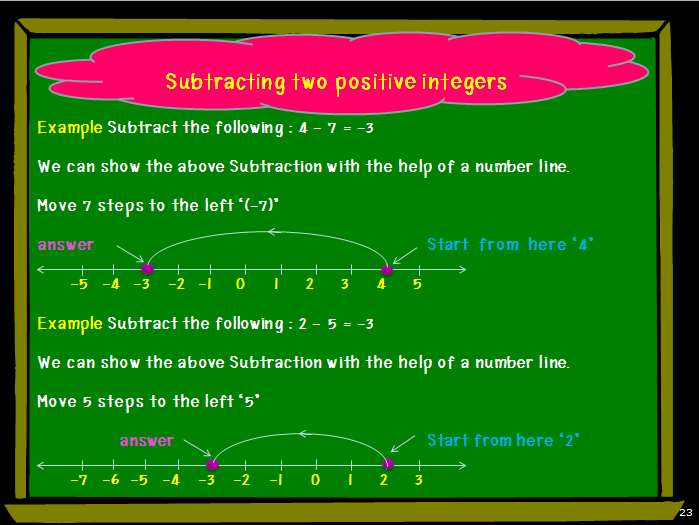 Subtracting two positive integers
Example Subtract the following : 4 - 7 = -3
We can show the above Subtraction with the help of a number line.
Move 7 steps to the left ‘(-7)’
answer
Start from here ‘4’
-5 -4 -3 -2 -1 0 1 2 3 4 5
Example Subtract the following : 2 - 5 = -3
We can show the above Subtraction with the help of a number line.
Move 5 steps to the left ‘5’
answer
Start from here ‘2’
-7 -6 -5 -4 -3 -2 -1 0 1 2 3
23